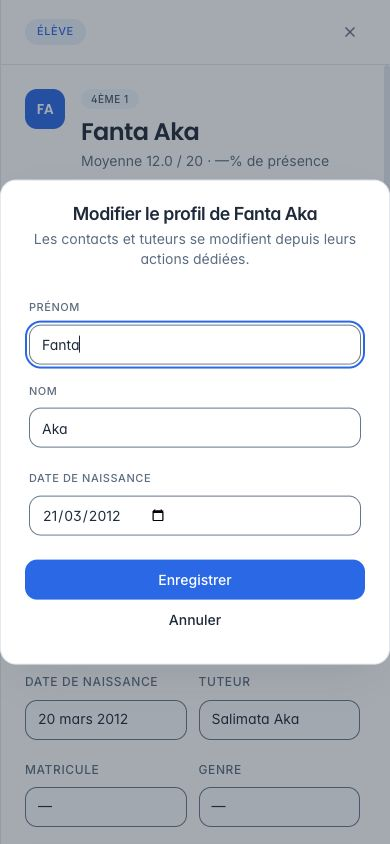 ÉLÈVE
FA
4ÈME 1
Fanta Aka
Moyenne 12.0 / 20 · —% de présence
Modifier le profil de Fanta Aka
Les contacts et tuteurs se modifient depuis leurs
actions dédiées.
PRÉNOM
Fanta
NOM
Aka
DATE DE NAISSANCE
21/03/2012
Enregistrer
Annuler
DATE DE NAISSANCE TUTEUR
20 mars 2012 Salimata Aka
MATRICULE GENRE
— —